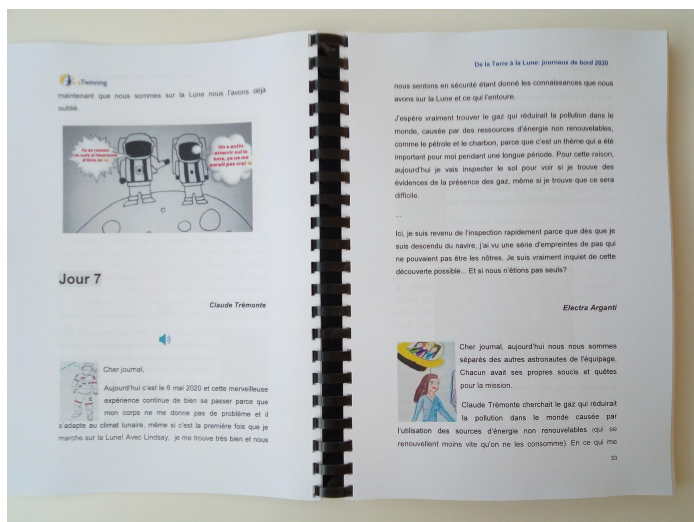 eTwinning
maintenant que nous sommes sur la Lune nous l'avons déjà
oublié.
Jour 7
Claude Trémonte
Cher journal,
Aujourd'hui c'est le 6 mai 2020 et cette merveilleuse
expérience continue de bien se passer parce que
mon corps ne me donne pas de problème et il
s'adapte au climat lunaire, même si c'est la première fois que je
marche sur la Lune! Avec Lindsay, je me trouve très bien et nous
De la Terre à la Lune: journaux de bord 2020
nous sentons en sécurité étant donné les connaissances que nous
avons sur la Lune et ce qui l'entoure.
J'espère vraiment trouver le gaz qui réduirait la pollution dans le
monde, causée par des ressources d'énergie non renouvelables,
comme le pétrole et le charbon, parce que c'est un thème qui a été
important pour moi pendant une longue période. Pour cette raison,
aujourd'hui je vais inspecter le sol pour voir si je trouve des
évidences de la présence des gaz, même si je trouve que ce sera
difficile.
...
Ici, je suis revenu de l'inspection rapidement parce que dès que je
suis descendu du navire, j'ai vu une série d'empreintes de pas qui
ne pouvaient pas être les nôtres. Je suis vraiment inquiet de cette
découverte possible... Et si nous n'étions pas seuls?
Electra Arganti
Cher journal, aujourd'hui nous nous sommes
séparés des autres astronautes de l'équipage.
Chacun avait ses propres soucis et quêtes
pour la mission.
Claude Trémonte cherchait le gaz qui réduirait
la pollution dans le monde causée par
l'utilisation des sources d'énergie non renouvelables (qui se
renouvellent moins vite qu'on ne les consomme). En ce qui me
33